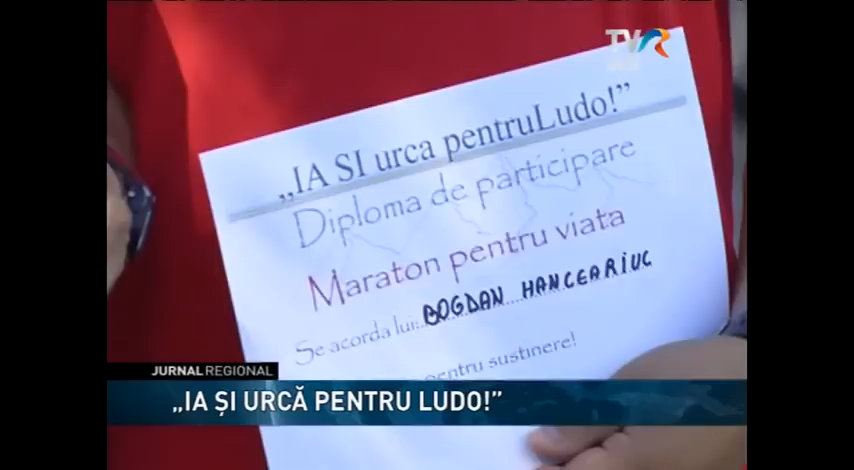 TVR
„IA SI urca pentruLudo!”
Diploma de participare
Maraton pentru viata
Se acorda lui:
BOGDAN HANCEARIUC
pentru sustinere!
JURNALREGIONAL
„IA ȘI URCĂ PENTRU LUDO!”